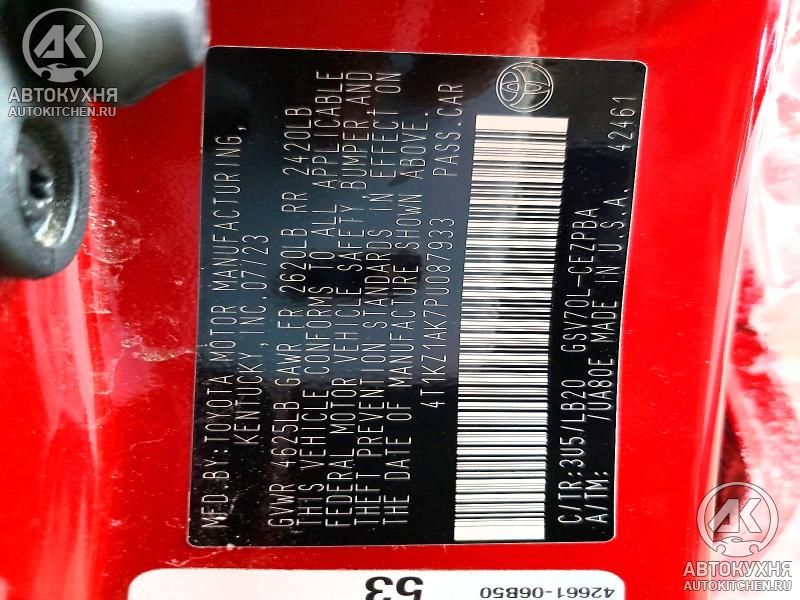 АВТОКУХНЯ
AUTOKITCHEN.RU
MFD.BY:TOYOTA MOTOR MANUFACTURING,
KENTUCKY, INC. 07/23
GVWR 4625LB GAWR FR 2620LB RR 2420LB
THIS VEHICLE CONFORMS TO ALL APPLICABLE
FEDERAL MOTOR VEHICLE SAFETY, BUMPER,AND
THEFT PREVENTION STANDARDS IN EFFECT ON
THE DATE OF MANUFACTURE SHOWN ABOVE.
4T1KZ1AK7PU087933 PASS.CAR
C/TR:3U5/LB20 GSV70L-CEZPBA
A/TM: /UA80E MADE IN U.S.A. 42461
42661-06B50
53
АВТОКУХНЯ
AUTOKITCHEN.RU